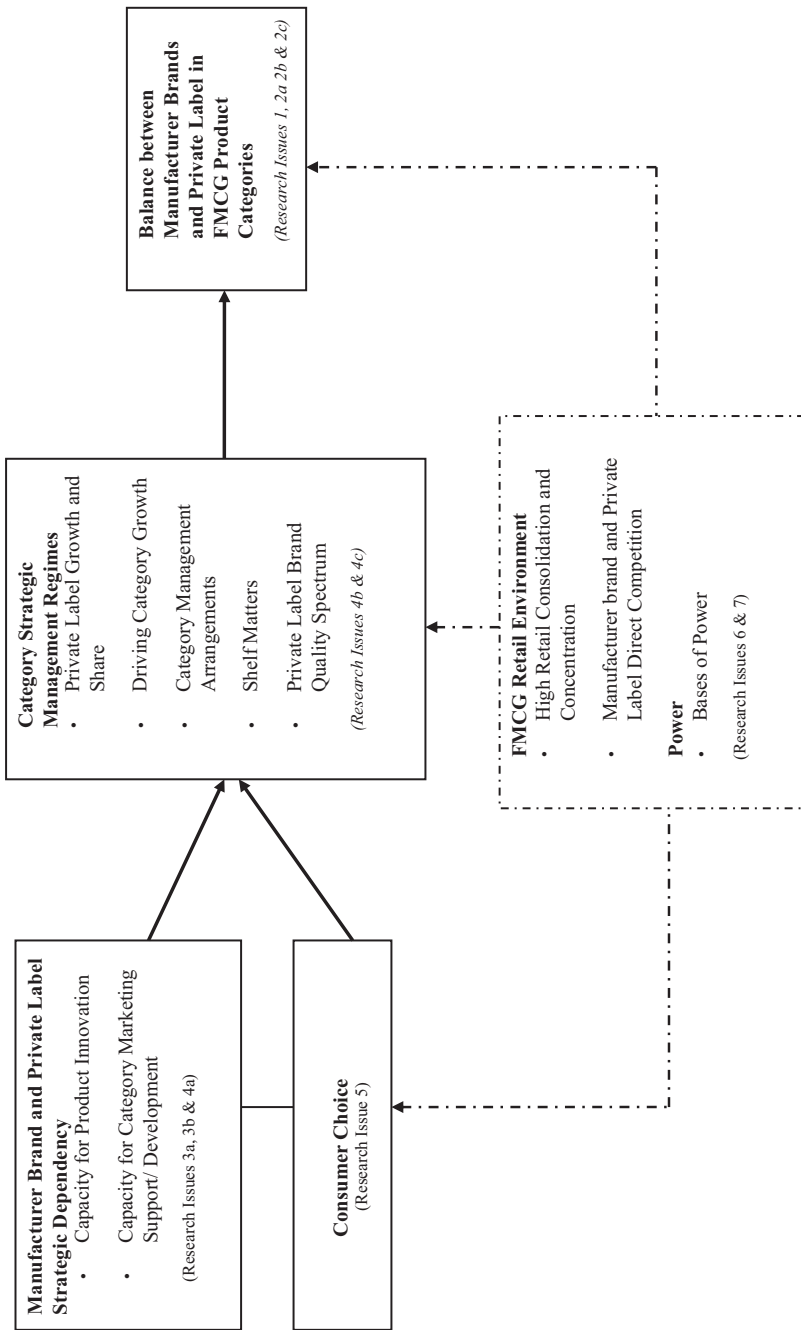 Manufacturer Brand and Private Label
Strategic Dependency
• Capacity for Product Innovation
• Capacity for Category Marketing
Support/ Development
(Research Issues 3a, 3b & 4a)
Consumer Choice
(Research Issue 5)
Category Strategic
Management Regimes
• Private Label Growth and
Share
• Driving Category Growth
• Category Management
Arrangements
• Shelf Matters
• Private Label Brand
Quality Spectrum
(Research Issues 4b & 4c)
FMCG Retail Environment
• High Retail Consolidation and
Concentration
• Manufacturer brand and Private
Label Direct Competition
Power
• Bases of Power
(Research Issues 6 & 7)
Balance between
Manufacturer Brands
and Private Label in
FMCG Product
Categories
(Research Issues 1, 2a 2b & 2c)